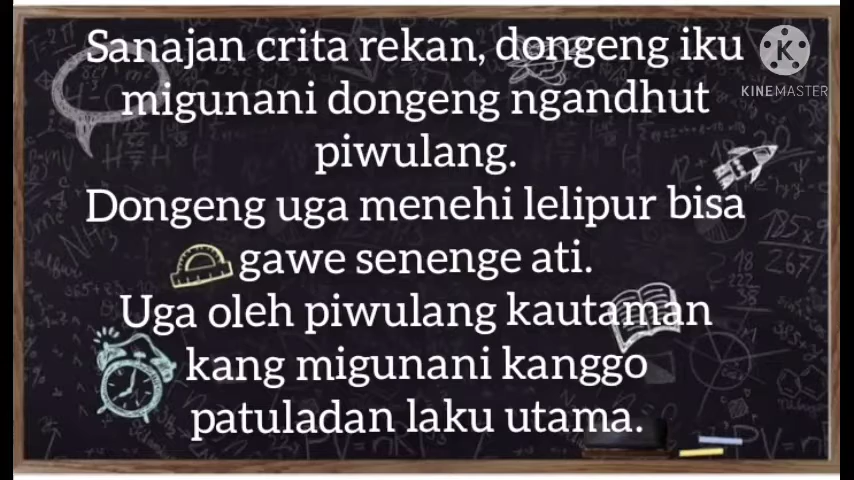 Sanajan crita rekan, dongeng iku
migunani dongeng ngandhut
piwulang.
Dongeng uga menehi lelipur bisa
gawe senenge ati.
Uga oleh piwulang kautaman
kang migunani kanggo
patuladan laku utama.
K
KINEMASTER